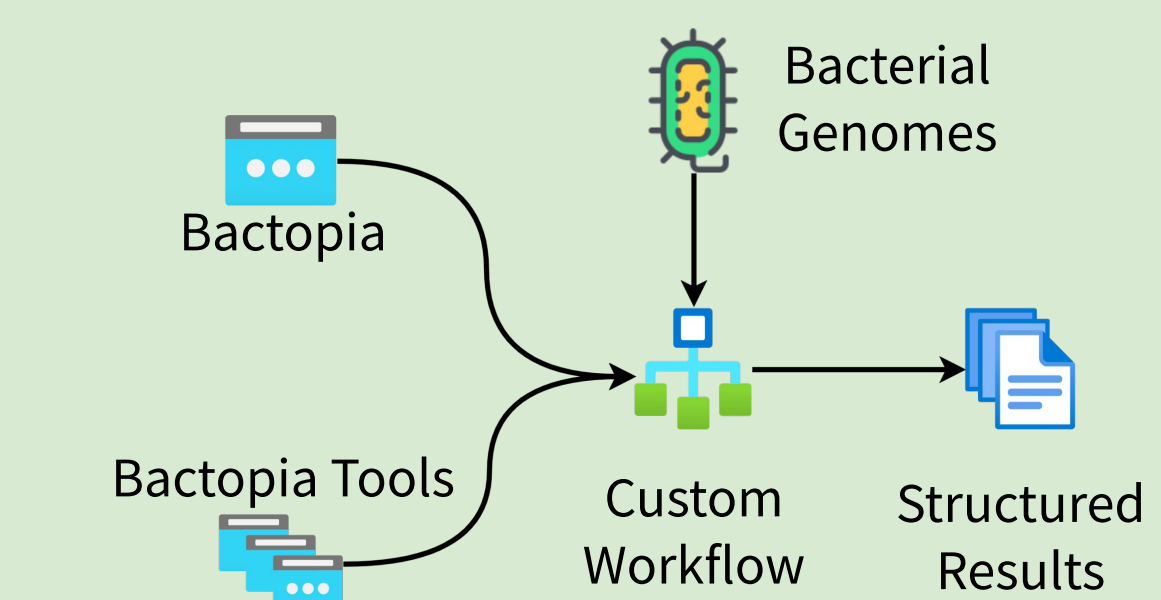 Bacterial
Genomes
Bactopia
Bactopia Tools
Custom
Workflow
Structured
Results